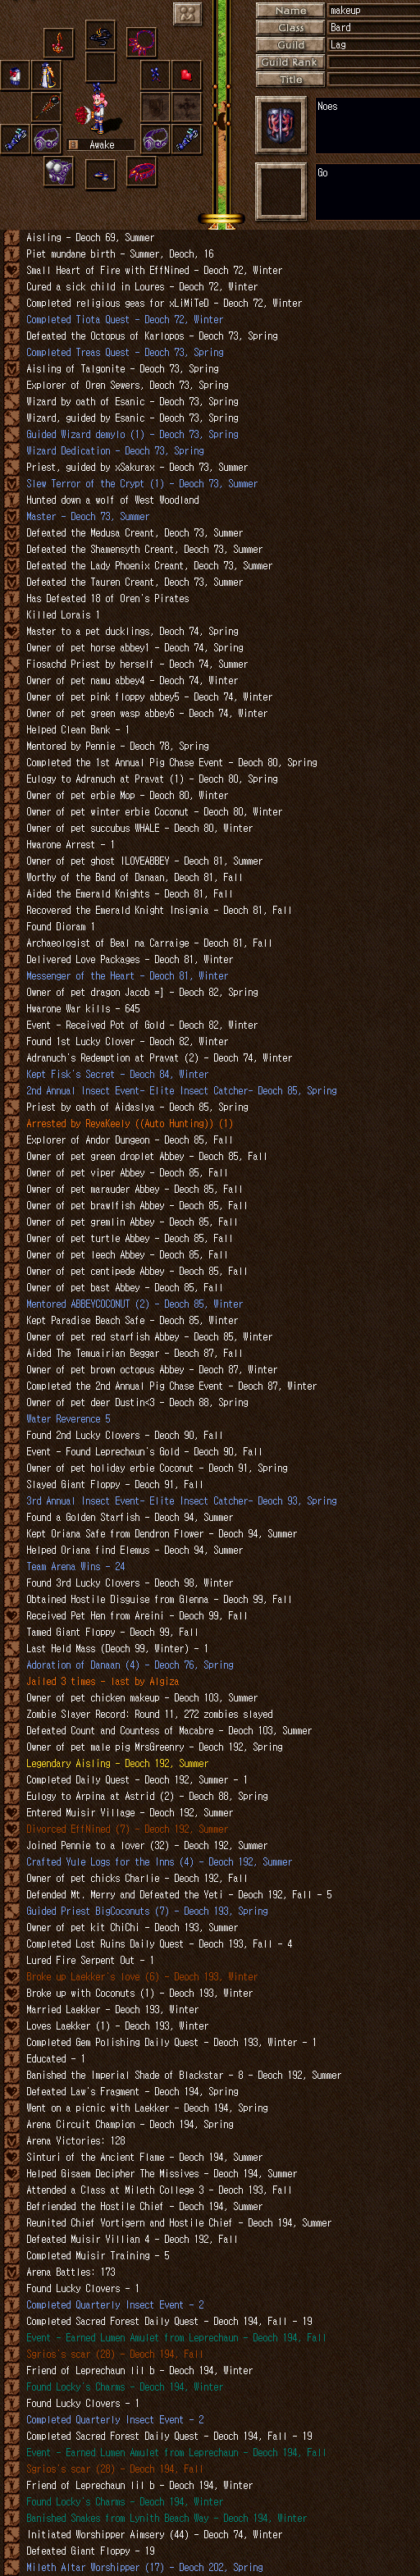 Name makeup
Class Bard
Guild Lag
Guild Rank
Title
Noes
Awake
Go
Aisling - Deoch 69, Summer
Piet mundane birth - Summer, Deoch, 16
Small Heart of Fire with EffNined - Deoch 72, Winter
Cured a sick child in Loures - Deoch 72, Winter
Completed religious geas for xLiMiTeD - Deoch 72, Winter
Completed Tiota Quest - Deoch 72, Winter
Defeated the Octopus of Karlopos - Deoch 73, Spring
Completed Treas Quest - Deoch 73, Spring
Aisling of Talgonite - Deoch 73, Spring
Explorer of Oren Sewers, Deoch 73, Spring
Wizard by oath of Esanic - Deoch 73, Spring
Wizard, guided by Esanic - Deoch 73, Spring
Guided Wizard demylo (1) - Deoch 73, Spring
Wizard Dedication - Deoch 73, Spring
Priest, guided by xSakurax - Deoch 73, Summer
Slew Terror of the Crypt (1) - Deoch 73, Summer
Hunted down a wolf of West Woodland
Master - Deoch 73, Summer
Defeated the Medusa Creant, Deoch 73, Summer
Defeated the Shamensyth Creant, Deoch 73, Summer
Defeated the Lady Phoenix Creant, Deoch 73, Summer
Defeated the Tauren Creant, Deoch 73, Summer
Has Defeated 18 of Oren's Pirates
Killed Lorais 1
Master to a pet ducklings, Deoch 74, Spring
Owner of pet horse abbey1 - Deoch 74, Spring
Fiosachd Priest by herself - Deoch 74, Summer
Owner of pet namu abbey4 - Deoch 74, Winter
Owner of pet pink floppy abbey5 - Deoch 74, Winter
Owner of pet green wasp abbey6 - Deoch 74, Winter
Helped Clean Bank - 1
Mentored by Pennie - Deoch 78, Spring
Completed the 1st Annual Pig Chase Event - Deoch 80, Spring
Eulogy to Adranuch at Pravat (1) - Deoch 80, Spring
Owner of pet erbie Mop - Deoch 80, Winter
Owner of pet winter erbie Coconut - Deoch 80, Winter
Owner of pet succubus WHALE - Deoch 80, Winter
Hwarone Arrest - 1
Owner of pet ghost ILOVEABBEY - Deoch 81, Summer
Worthy of the Band of Danaan, Deoch 81, Fall
Aided the Emerald Knights - Deoch 81, Fall
Recovered the Emerald Knight Insignia - Deoch 81, Fall
Found Dioram 1
Archaeologist of Beal na Carraige - Deoch 81, Fall
Delivered Love Packages - Deoch 81, Winter
Messenger of the Heart - Deoch 81, Winter
Owner of pet dragon Jacob =] - Deoch 82, Spring
Hwarone War kills - 645
Event - Received Pot of Gold - Deoch 82, Winter
Found 1st Lucky Clover - Deoch 82, Winter
Adranuch's Redemption at Pravat (2) - Deoch 74, Winter
Kept Fisk's Secret - Deoch 84, Winter
2nd Annual Insect Event- Elite Insect Catcher- Deoch 85, Spring
Priest by oath of Aidaslya - Deoch 85, Spring
Arrested by ReyaKeely ((Auto Hunting)) (1)
Explorer of Andor Dungeon - Deoch 85, Fall
Owner of pet green droplet Abbey - Deoch 85, Fall
Owner of pet viper Abbey - Deoch 85, Fall
Owner of pet marauder Abbey - Deoch 85, Fall
Owner of pet brawlfish Abbey - Deoch 85, Fall
Owner of pet gremlin Abbey - Deoch 85, Fall
Owner of pet turtle Abbey - Deoch 85, Fall
Owner of pet leech Abbey - Deoch 85, Fall
Owner of pet centipede Abbey - Deoch 85, Fall
Owner of pet bast Abbey - Deoch 85, Fall
Mentored ABBEYCOCONUT (2) - Deoch 85, Winter
Kept Paradise Beach Safe - Deoch 85, Winter
Owner of pet red starfish Abbey - Deoch 85, Winter
Aided The Temuairian Beggar - Deoch 87, Fall
Owner of pet brown octopus Abbey - Deoch 87, Winter
Completed the 2nd Annual Pig Chase Event - Deoch 87, Winter
Owner of pet deer Dustin<3 - Deoch 88, Spring
Water Reverence 5
Found 2nd Lucky Clovers - Deoch 90, Fall
Event - Found Leprechaun's Gold - Deoch 90, Fall
Owner of pet holiday erbie Coconut - Deoch 91, Spring
Slayed Giant Floppy - Deoch 91, Fall
3rd Annual Insect Event- Elite Insect Catcher- Deoch 93, Spring
Found a Golden Starfish - Deoch 94, Summer
Kept Oriana Safe from Dendron Flower - Deoch 94, Summer
Helped Oriana find Elemus - Deoch 94, Summer
Team Arena Wins - 24
Found 3rd Lucky Clovers - Deoch 98, Winter
Obtained Hostile Disguise from Glenna - Deoch 99, Fall
Received Pet Hen from Areini - Deoch 99, Fall
Tamed Giant Floppy - Deoch 99, Fall
Last Held Mass (Deoch 99, Winter) - 1
Adoration of Danaan (4) - Deoch 76, Spring
Jailed 3 times - last by Algiza
Owner of pet chicken makeup - Deoch 103, Summer
Zombie Slayer Record: Round 11, 272 zombies slayed
Defeated Count and Countess of Macabre - Deoch 103, Summer
Owner of pet male pig MrsGreenry - Deoch 192, Spring
Legendary Aisling - Deoch 192, Summer
Completed Daily Quest - Deoch 192, Summer - 1
Eulogy to Arpina at Astrid (2) - Deoch 88, Spring
Entered Muisir Village - Deoch 192, Summer
Divorced EffNined (7) - Deoch 192, Summer
Joined Pennie to a lover (32) - Deoch 192, Summer
Crafted Yule Logs for the Inns (4) - Deoch 192, Summer
Owner of pet chicks Charlie - Deoch 192, Fall
Defended Mt. Merry and Defeated the Yeti - Deoch 192, Fall - 5
Guided Priest BigCoconuts (7) - Deoch 193, Spring
Owner of pet kit ChiChi - Deoch 193, Summer
Completed Lost Ruins Daily Quest - Deoch 193, Fall - 4
Lured Fire Serpent Out - 1
Broke up Laekker's love (6) - Deoch 193, Winter
Broke up with Coconuts (1) - Deoch 193, Winter
Married Laekker - Deoch 193, Winter
Loves Laekker (1) - Deoch 193, Winter
Completed Gem Polishing Daily Quest - Deoch 193, Winter - 1
Educated - 1
Banished the Imperial Shade of Blackstar - 8 - Deoch 192, Summer
Defeated Law's Fragment - Deoch 194, Spring
Went on a picnic with Laekker - Deoch 194, Spring
Arena Circuit Champion - Deoch 194, Spring
Arena Victories: 128
Sinturi of the Ancient Flame - Deoch 194, Summer
Helped Gisaem Decipher The Missives - Deoch 194, Summer
Attended a Class at Mileth College 3 - Deoch 193, Fall
Befriended the Hostile Chief - Deoch 194, Summer
Reunited Chief Vortigern and Hostile Chief - Deoch 194, Summer
Defeated Muisir Villian 4 - Deoch 192, Fall
Completed Muisir Training - 5
Arena Battles: 173
Found Lucky Clovers - 1
Completed Quarterly Insect Event - 2
Completed Sacred Forest Daily Quest - Deoch 194, Fall - 19
Event - Earned Lumen Amulet from Leprechaun - Deoch 194, Fall
Sgrios's scar (28) - Deoch 194, Fall
Friend of Leprechaun lil b - Deoch 194, Winter
Found Locky's Charms - Deoch 194, Winter
Found Lucky Clovers - 1
Completed Quarterly Insect Event - 2
Completed Sacred Forest Daily Quest - Deoch 194, Fall - 19
Event - Earned Lumen Amulet from Leprechaun - Deoch 194, Fall
Sgrios's scar (28) - Deoch 194, Fall
Friend of Leprechaun lil b - Deoch 194, Winter
Found Locky's Charms - Deoch 194, Winter
Banished Snakes from Lynith Beach Way - Deoch 194, Winter
Initiated Worshipper Aimsery (44) - Deoch 74, Winter
Defeated Giant Floppy - 19
Mileth Altar Worshipper (17) - Deoch 202, Spring